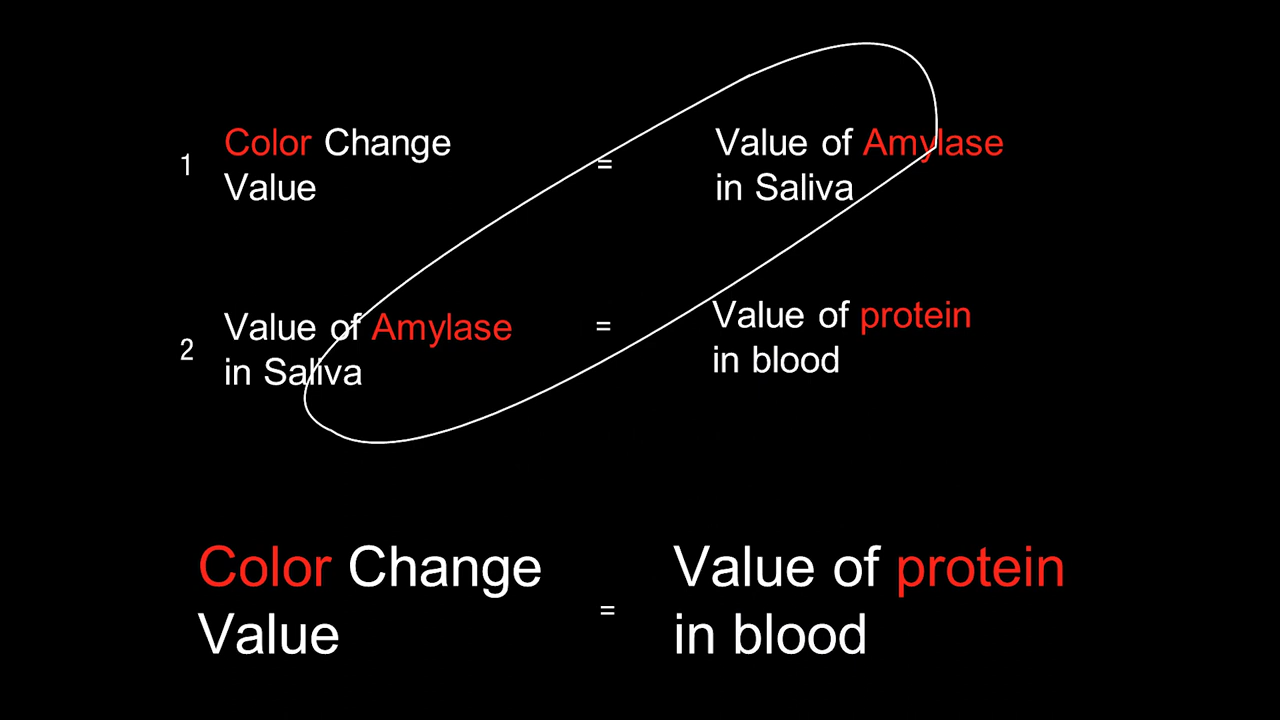 1
Color Change
Value
=
Value of Amylase
in Saliva
2
Value of Amylase
in Saliva
=
Value of protein
in blood
Color Change
Value
=
Value of protein
in blood